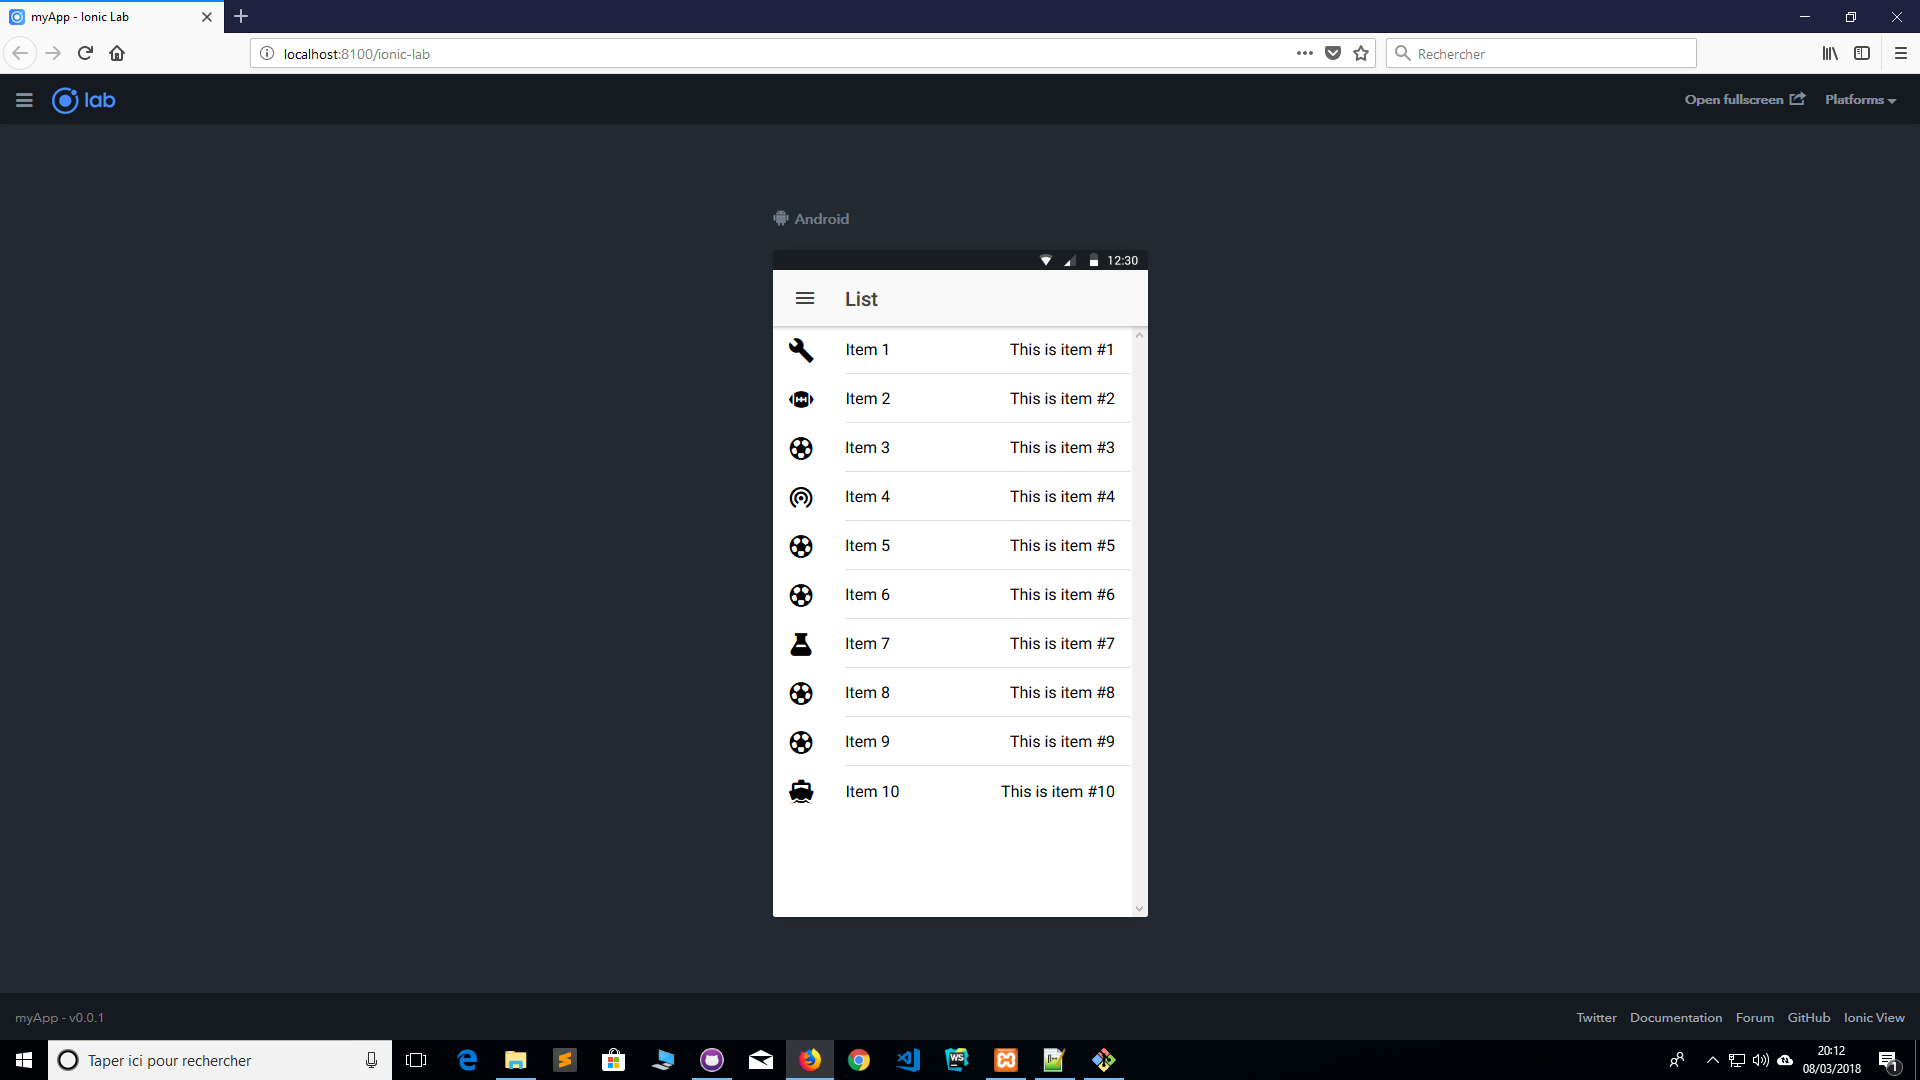 myApp - Ionic Lab
localhost:8100/ionic-lab
Rechercher
lab
Open fullscreen
Platforms
Android
12:30
List
Item 1 This is item #1
Item 2 This is item #2
Item 3 This is item #3
Item 4 This is item #4
Item 5 This is item #5
Item 6 This is item #6
Item 7 This is item #7
Item 8 This is item #8
Item 9 This is item #9
Item 10 This is item #10
myApp - v0.0.1
Twitter Documentation Forum GitHub Ionic View
Taper ici pour rechercher
WS
20:12
08/03/2018
1